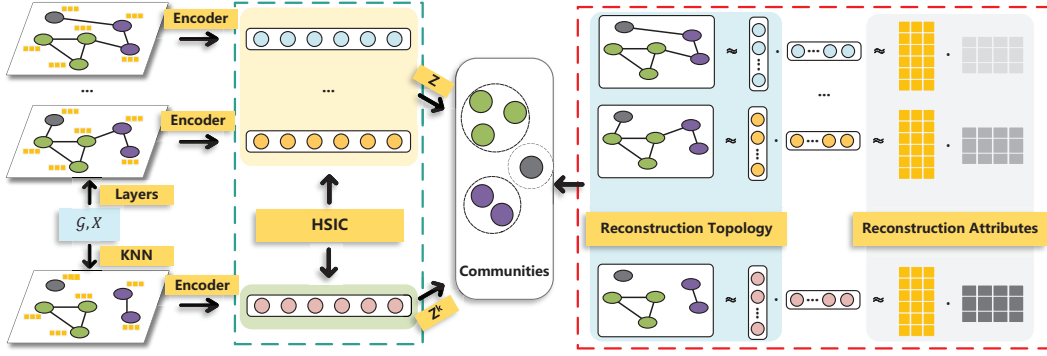 Encoder
...
Encoder
Layers
𝒢, X
KNN
Encoder
...
HSIC
Z
Zᵏ
Communities
≈ · ≈ ·
...
≈ · ≈ ·
Reconstruction Topology
Reconstruction Attributes
≈ · ≈ ·